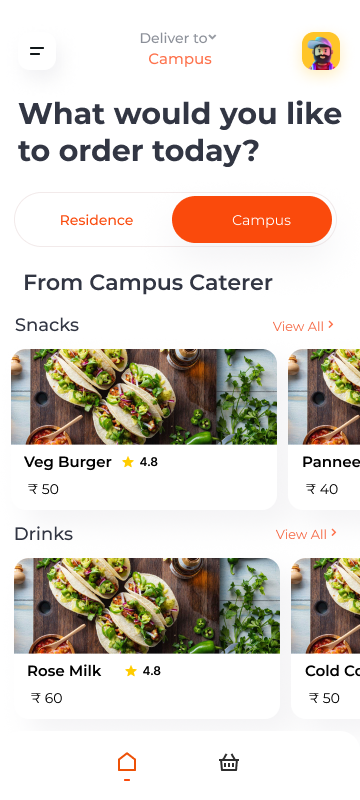 Deliver to
Campus
What would you like
to order today?
Residence
Campus
From Campus Caterer
Snacks
View All
Veg Burger
4.8
Pannee
₹ 50
₹ 40
Drinks
View All
Rose Milk
4.8
Cold Co
₹ 60
₹ 50